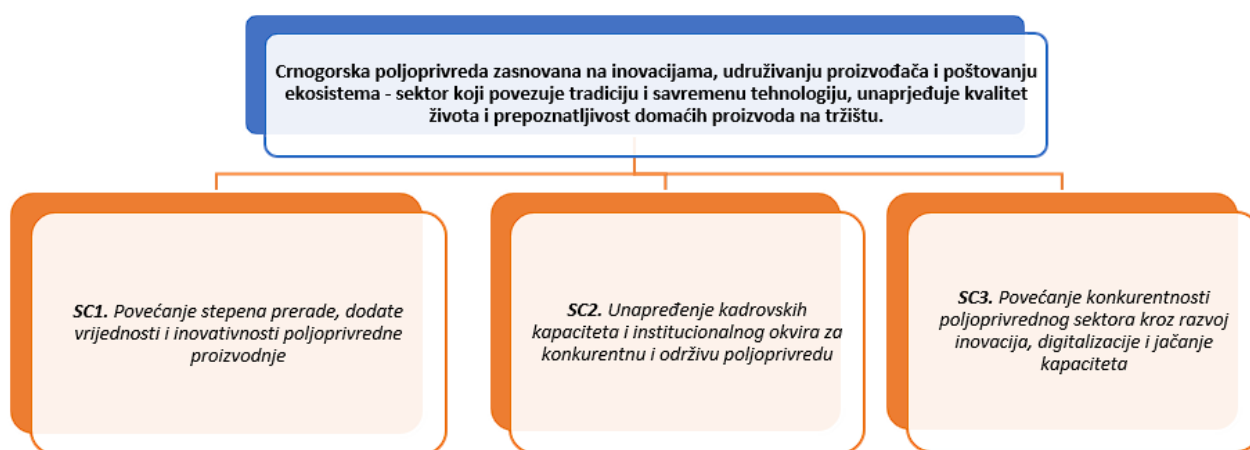 Crnogorska poljoprivreda zasnovana na inovacijama, udruživanju proizvođača i poštovanju
ekosistema - sektor koji povezuje tradiciju i savremenu tehnologiju, unaprjeđuje kvalitet
života i prepoznatljivost domaćih proizvoda na tržištu.
SC1. Povećanje stepena prerade, dodate
vrijednosti i inovativnosti poljoprivredne
proizvodnje
SC2. Unapređenje kadrovskih
kapaciteta i institucionalnog okvira za
konkurentnu i održivu poljoprivredu
SC3. Povećanje konkurentnosti
poljoprivrednog sektora kroz razvoj
inovacija, digitalizacije i jačanje
kapaciteta